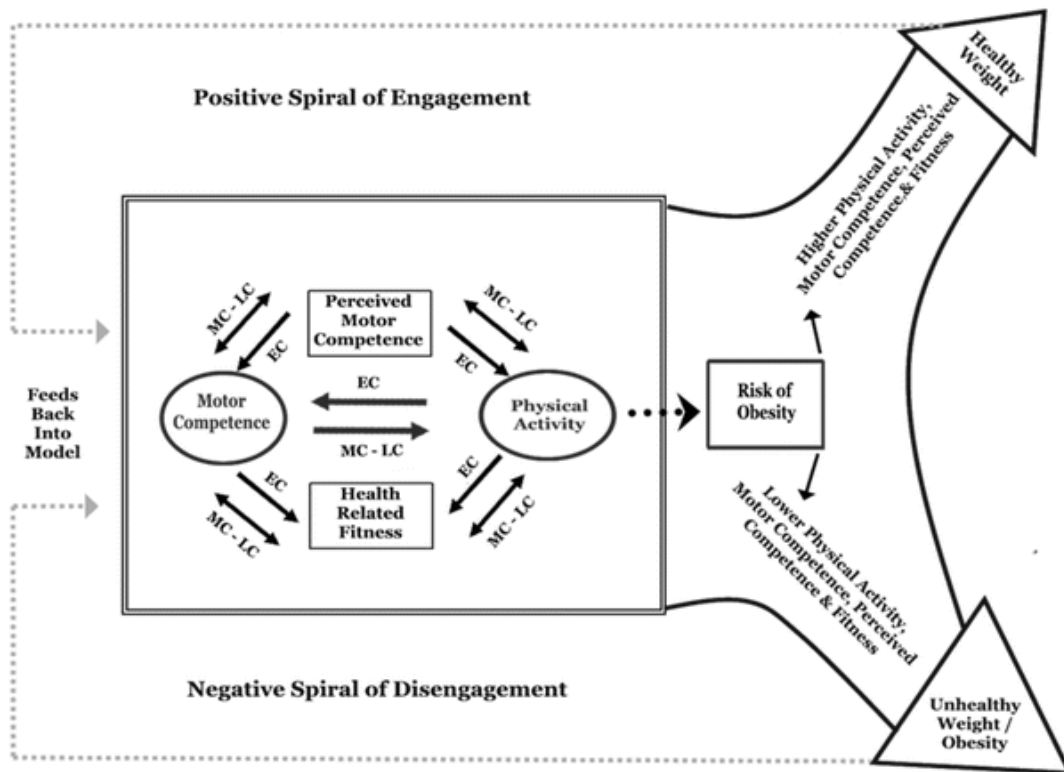 Positive Spiral of Engagement
Healthy
Weight
Higher Physical Activity,
Motor Competence, Perceived
Competence & Fitness
Feeds
Back
Into
Model
MC - LC
EC
Perceived
Motor
Competence
MC - LC
EC
Motor
Competence
EC
MC - LC
Physical
Activity
Risk of
Obesity
EC
MC - LC
Health
Related
Fitness
EC
MC - LC
Lower Physical Activity,
Motor Competence, Perceived
Competence & Fitness
Negative Spiral of Disengagement
Unhealthy
Weight /
Obesity